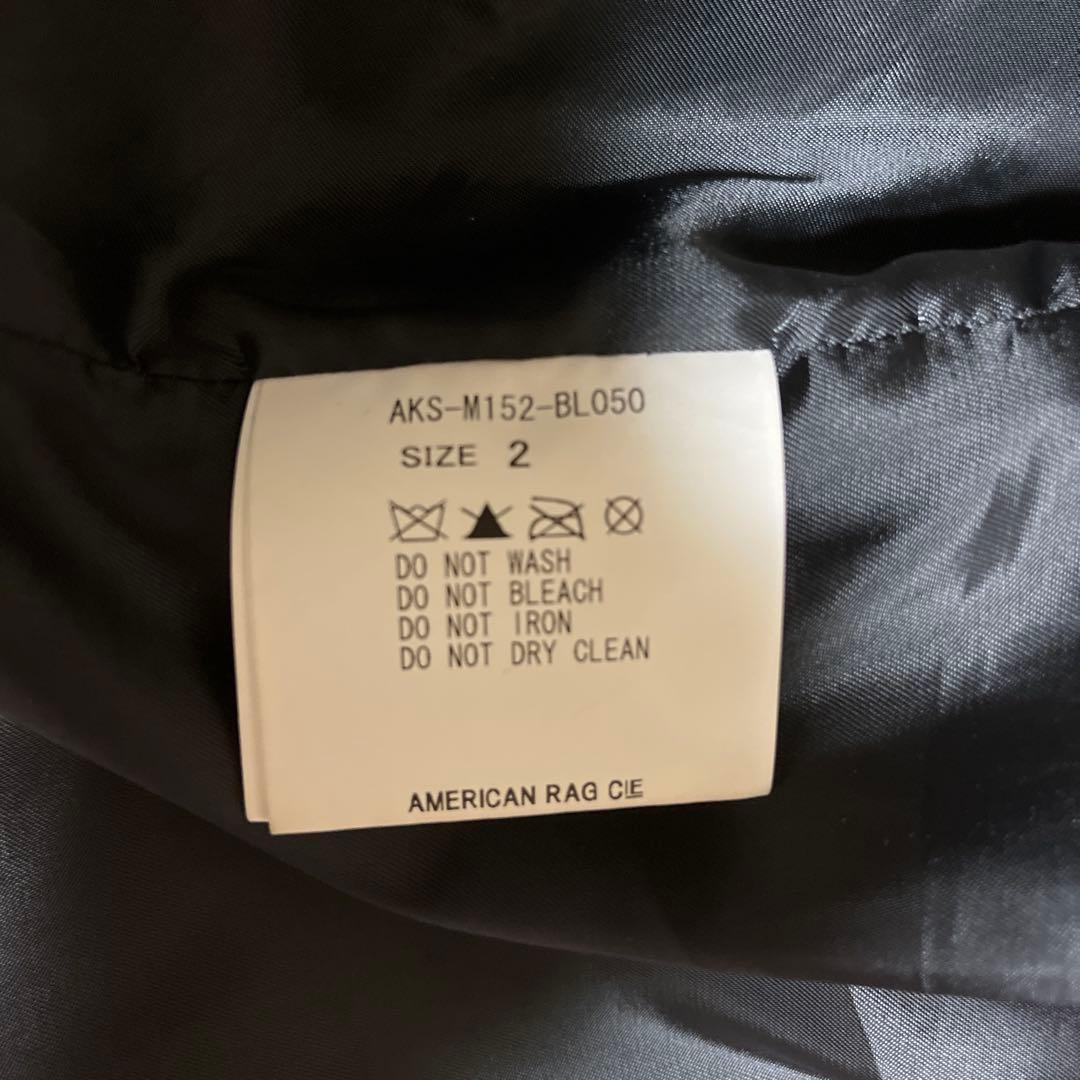 AKS-M152-BL050
SIZE 2
DO NOT WASH
DO NOT BLEACH
DO NOT IRON
DO NOT DRY CLEAN
AMERICAN RAG CIE